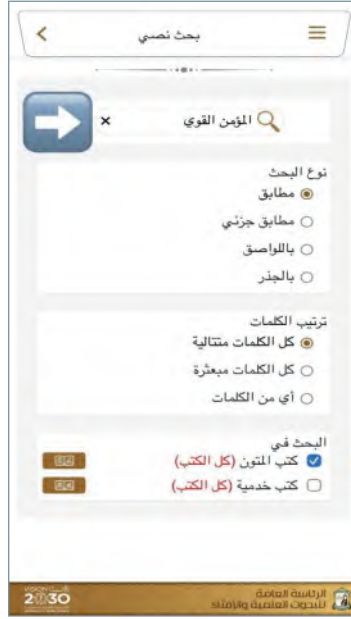 بحث نصي
المؤمن القوي ×
نوع البحث
مطابق
مطابق جزئي
باللواصق
بالجذر
ترتيب الكلمات
كل الكلمات متتالية
كل الكلمات مبعثرة
أي من الكلمات
البحث في
كتب المتون (كل الكتب)
كتب خدمية (كل الكتب)
2030
الرئاسة العامة
للبحوث العلمية والإفتاء